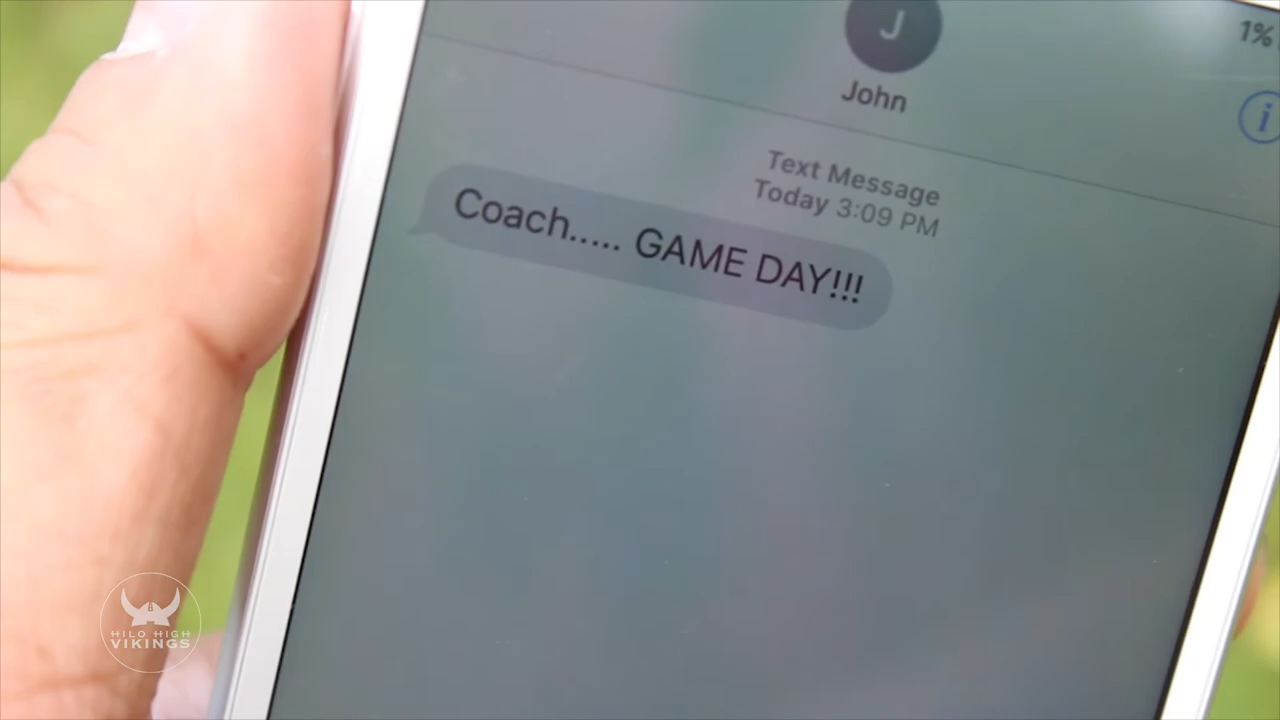 J
1%
John
i
Text Message
Today 3:09 PM
Coach..... GAME DAY!!!
HILO HIGH
VIKINGS